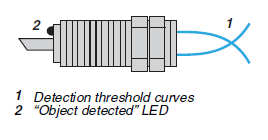 2
1
1 Detection threshold curves
2 “Object detected” LED